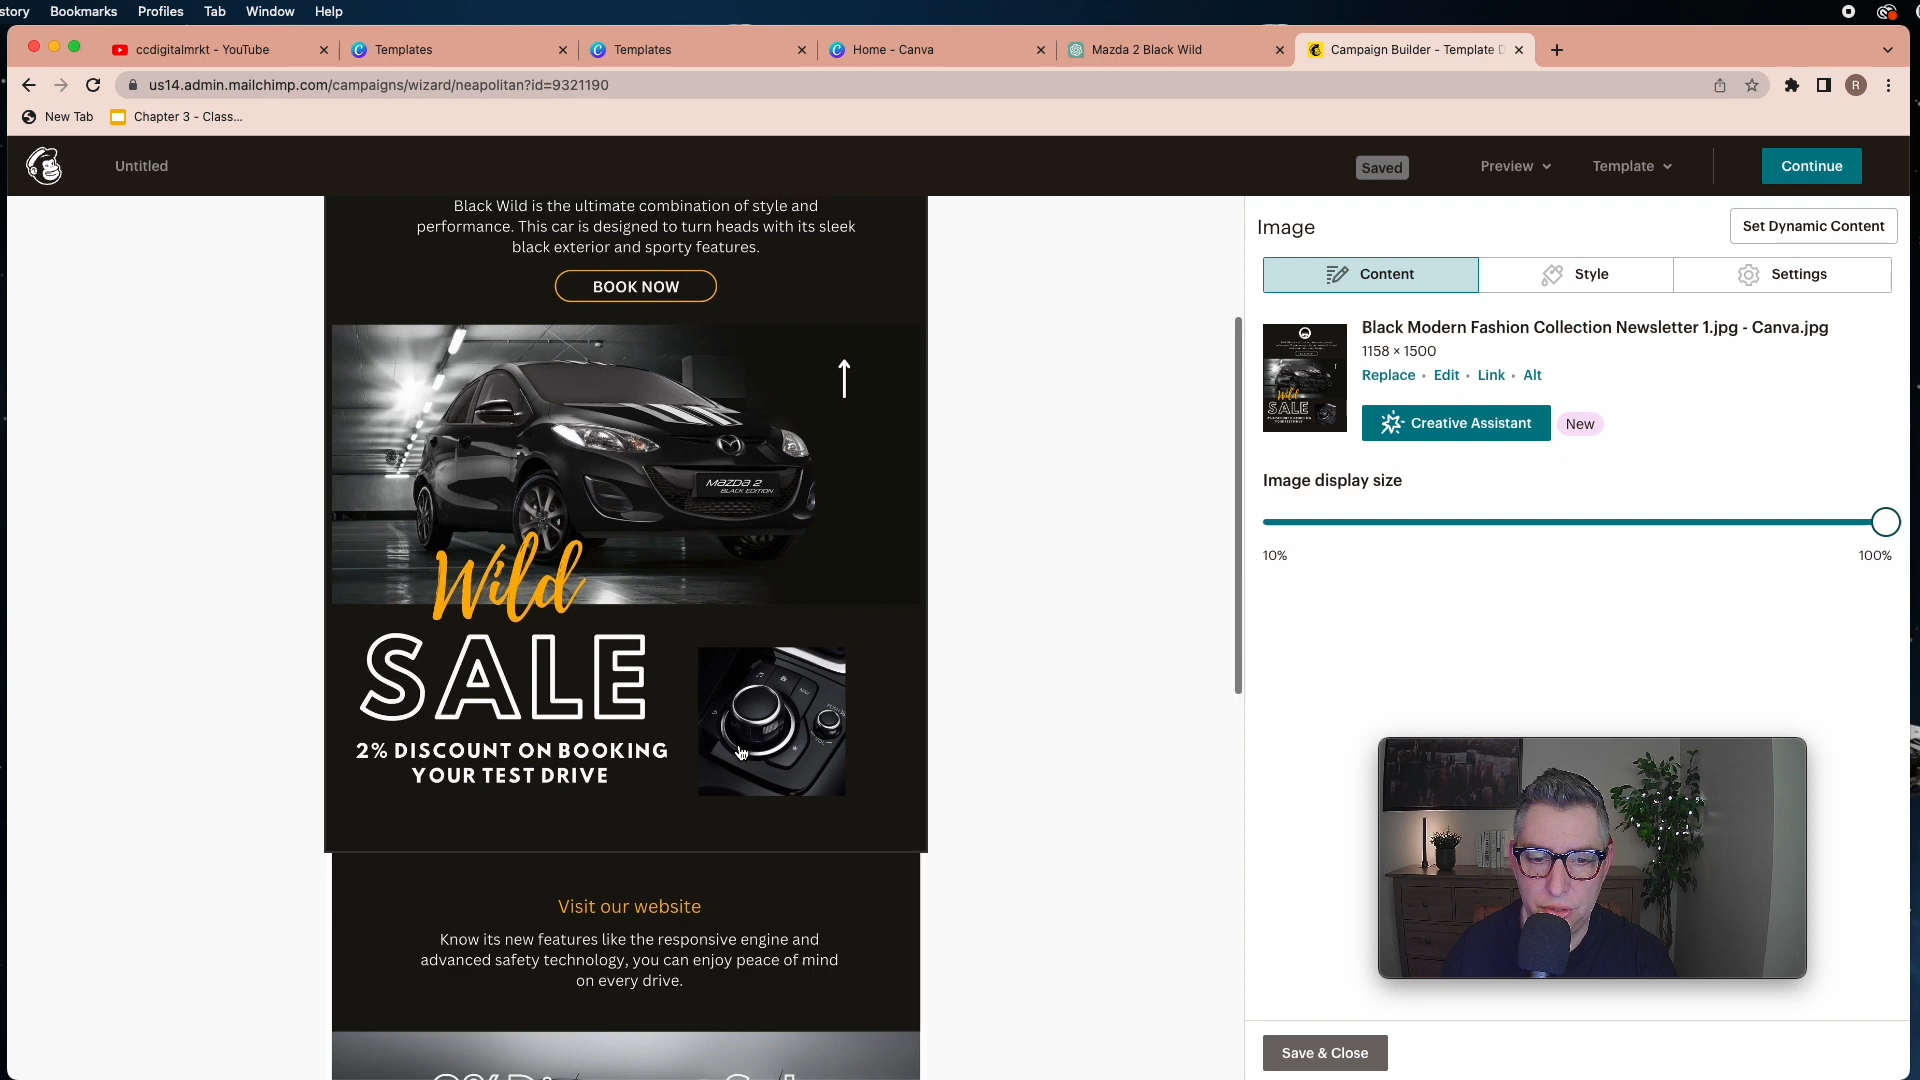 story Bookmarks Profiles Tab Window Help
ccdigitalmrkt - YouTube
Templates
Templates
Home - Canva
Mazda 2 Black Wild
Campaign Builder - Template D
us14.admin.mailchimp.com/campaigns/wizard/neapolitan?id=9321190
R
New Tab
Chapter 3 - Class...
Untitled
Saved
Preview
Template
Continue
Black Wild is the ultimate combination of style and
performance. This car is designed to turn heads with its sleek
black exterior and sporty features.
BOOK NOW
mazda 2
BLACK EDITION
Wild
SALE
NAV
2% DISCOUNT ON BOOKING
YOUR TEST DRIVE
Visit our website
Know its new features like the responsive engine and
advanced safety technology, you can enjoy peace of mind
on every drive.
Image
Set Dynamic Content
Content
Style
Settings
Black Modern Fashion Collection Newsletter 1.jpg - Canva.jpg
1158 × 1500
Replace · Edit · Link · Alt
Wild
SALE
Creative Assistant
New
Image display size
10%
100%
Save & Close